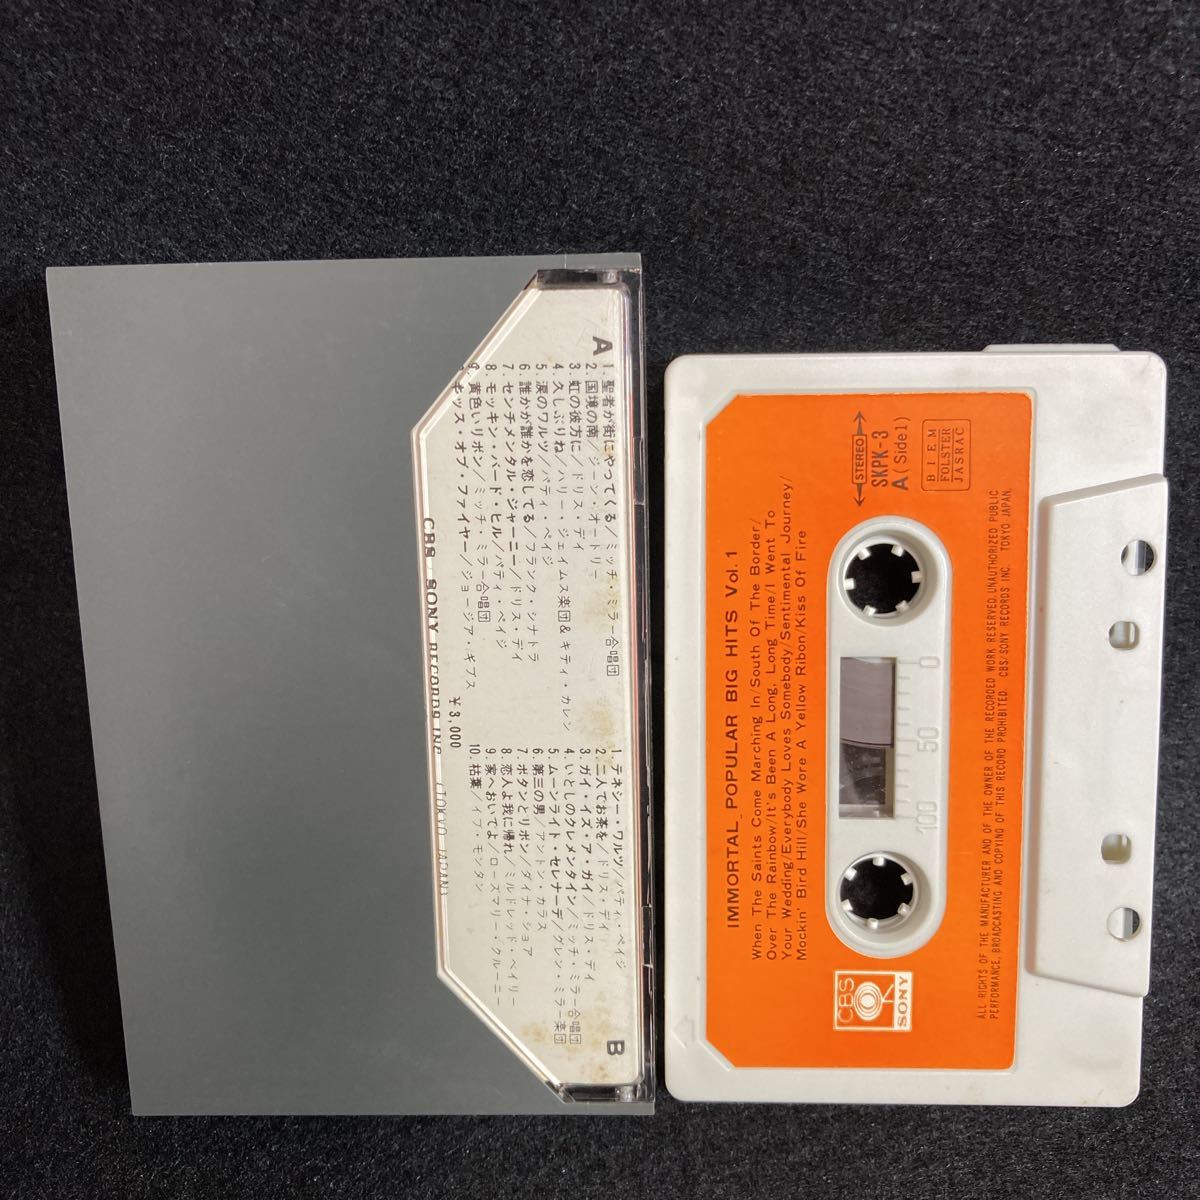 A
1. 聖者が街にやってくる/ミッチ・ミラー合唱団
2. 国境の南/ジーン・オートリー
3. 虹の彼方に/ドリス・デイ
4. 久しぶりね/ハリー・ジェイムス楽団&キティ・カレン
5. 涙のワルツ/パティ・ペイジ
6. 誰かが誰かを恋してる/フランク・シナトラ
7. センチメンタル・ジャーニー/ドリス・デイ
8. モッキン・バード・ヒル/パティ・ペイジ
9. 黄色いリボン/ミッチ・ミラー合唱団
キッス・オブ・ファイヤー/ジョージア・ギブス
B
1. テネシー・ワルツ/パティ・ペイジ
2. 二人でお茶を/ドリス・デイ
3. ガイ・イズ・ア・ガイ/ドリス・デイ
4. いとしのクレメンタイン/ミッチ・ミラー合唱団
5. ムーンライト・セレナーデ/グレン・ミラー楽団
6. 第三の男/アントン・カラス
7. ボタンとリボン/ダイナ・ショア
8. 恋人よ我に帰れ/ミルドレッド・ベイリー
9. 家へおいでよ/ローズマリー・クルーニー
10. 枯葉/イブ・モンタン
¥3,000
CBS/SONY RECORDS INC. (TOKYO JAPAN)
STEREO
SKPK-3
A (Side 1)
BIEM
FOLSTER
JASRAC
IMMORTAL POPULAR BIG HITS Vol. 1
When The Saints Come Marching In/South Of The Border/
Over The Rainbow/It's Been A Long, Long Time/I Went To
Your Wedding/Everybody Loves Somebody/Sentimental Journey/
Mockin' Bird Hill/She Wore A Yellow Ribon/Kiss Of Fire
0 50 100
CBS
SONY
ALL RIGHTS OF THE MANUFACTURER AND OF THE OWNER OF THE RECORDED WORK RESERVED UNAUTHORIZED PUBLIC
PERFORMANCE, BROADCASTING AND COPYING OF THIS RECORD PROHIBITED. CBS/SONY RECORDS INC. TOKYO JAPAN.